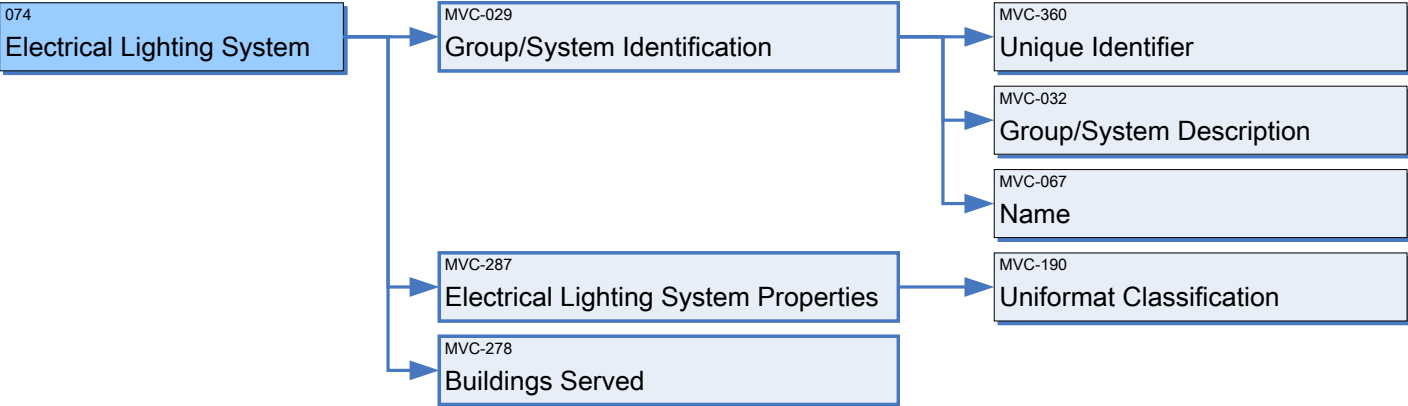 074
Electrical Lighting System
MVC-029
Group/System Identification
MVC-360
Unique Identifier
MVC-032
Group/System Description
MVC-067
Name
MVC-287
Electrical Lighting System Properties
MVC-190
Uniformat Classification
MVC-278
Buildings Served